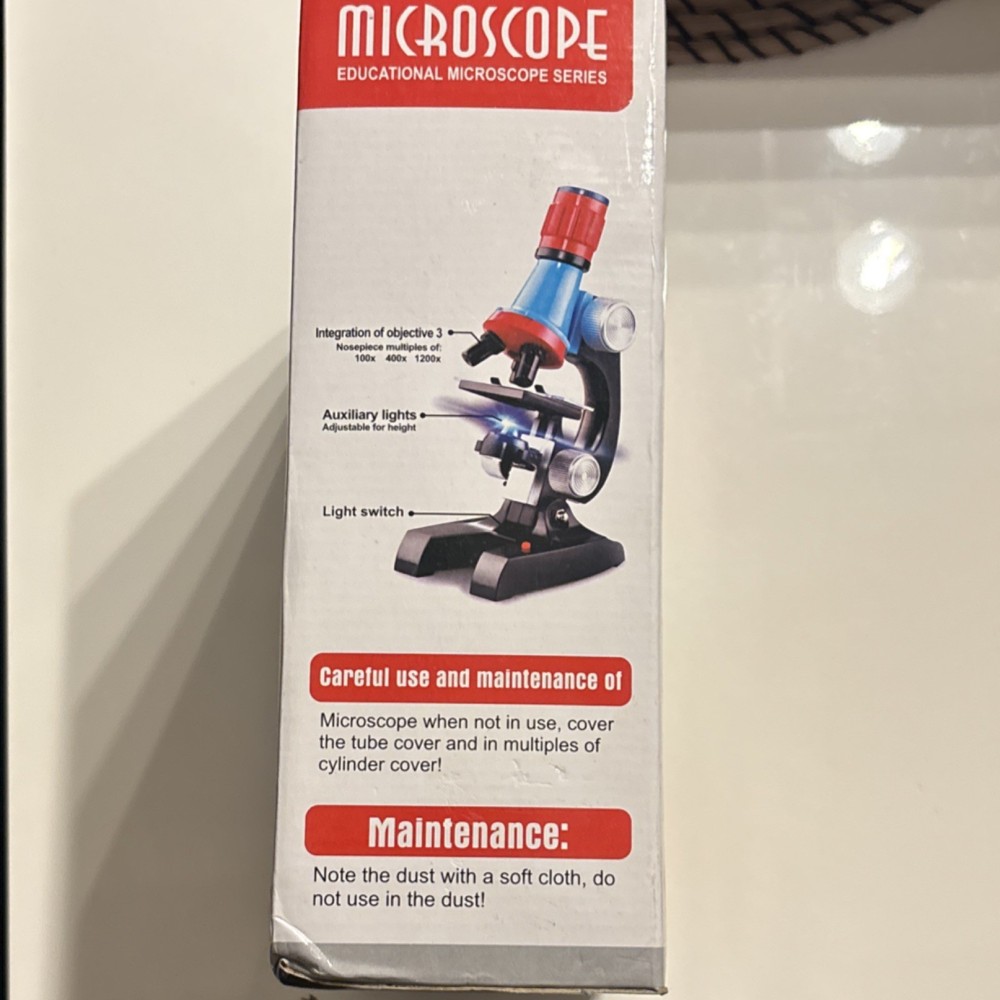 MICROSCOPE
EDUCATIONAL MICROSCOPE SERIES
Integration of objective 3
Nosepiece multiples of:
100x 400x 1200x
Auxiliary lights
Adjustable for height
Light switch
Careful use and maintenance of
Microscope when not in use, cover
the tube cover and in multiples of
cylinder cover!
Maintenance:
Note the dust with a soft cloth, do
not use in the dust!